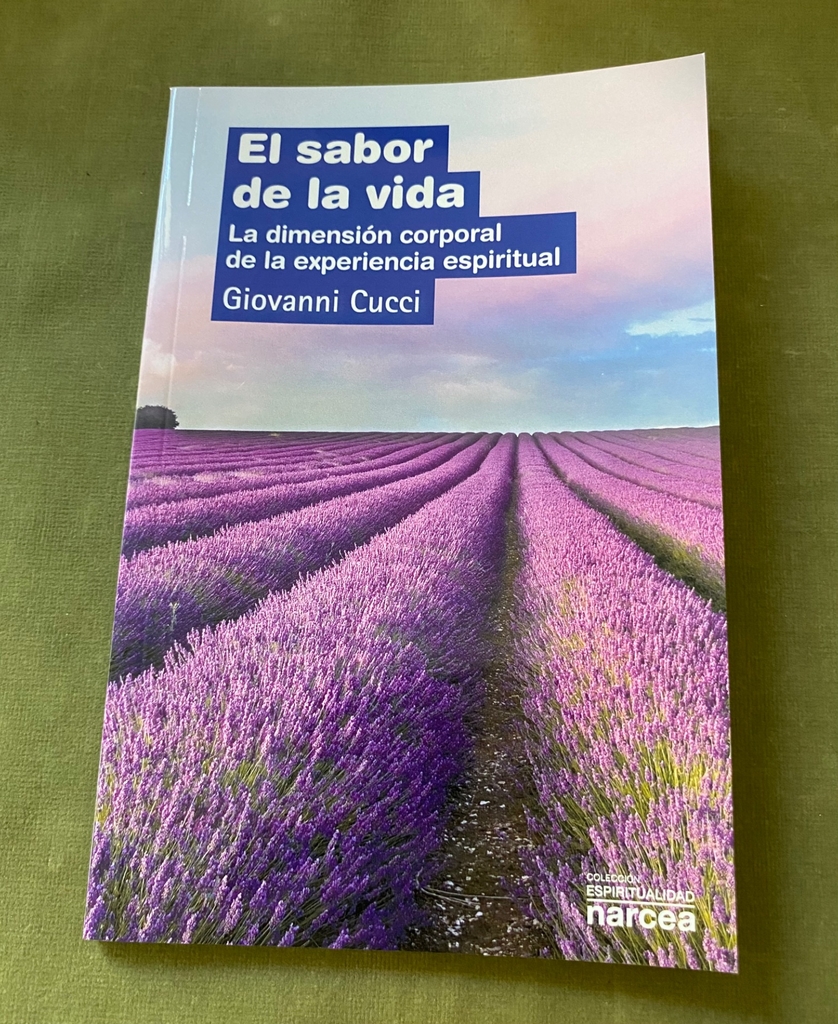 El sabor
de la vida
La dimensión corporal
de la experiencia espiritual
Giovanni Cucci
COLECCIÓN
ESPIRITUALIDAD
narcea